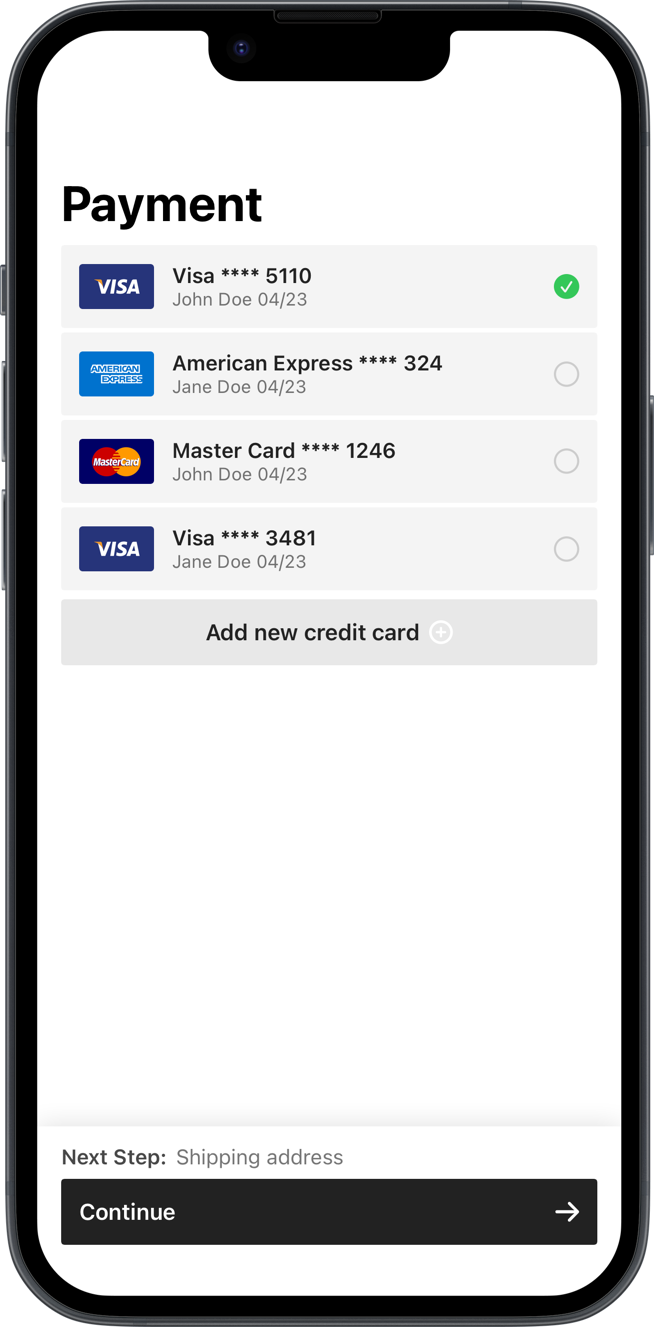 Payment
VISA
Visa **** 5110
John Doe 04/23
AMERICAN
EXPRESS
American Express **** 324
Jane Doe 04/23
MasterCard
Master Card **** 1246
John Doe 04/23
VISA
Visa **** 3481
Jane Doe 04/23
Add new credit card
Next Step: Shipping address
Continue